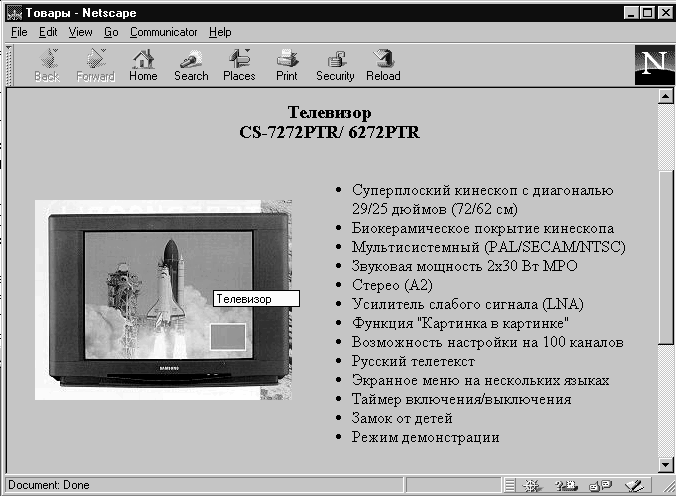 Товары - Netscape
File Edit View Go Communicator Help
Back Forward Home Search Places Print Security Reload
N
Телевизор
CS-7272PTR/ 6272PTR
Суперплоский кинескоп с диагональю
29/25 дюймов (72/62 см)
Биокерамическое покрытие кинескопа
Мультисистемный (PAL/SECAM/NTSC)
Звуковая мощность 2x30 Вт МРО
Стерео (A2)
Усилитель слабого сигнала (LNA)
Функция "Картинка в картинке"
Возможность настройки на 100 каналов
Русский телетекст
Экранное меню на нескольких языках
Таймер включения/выключения
Замок от детей
Режим демонстрации
Телевизор
SAMSUNG
Document: Done